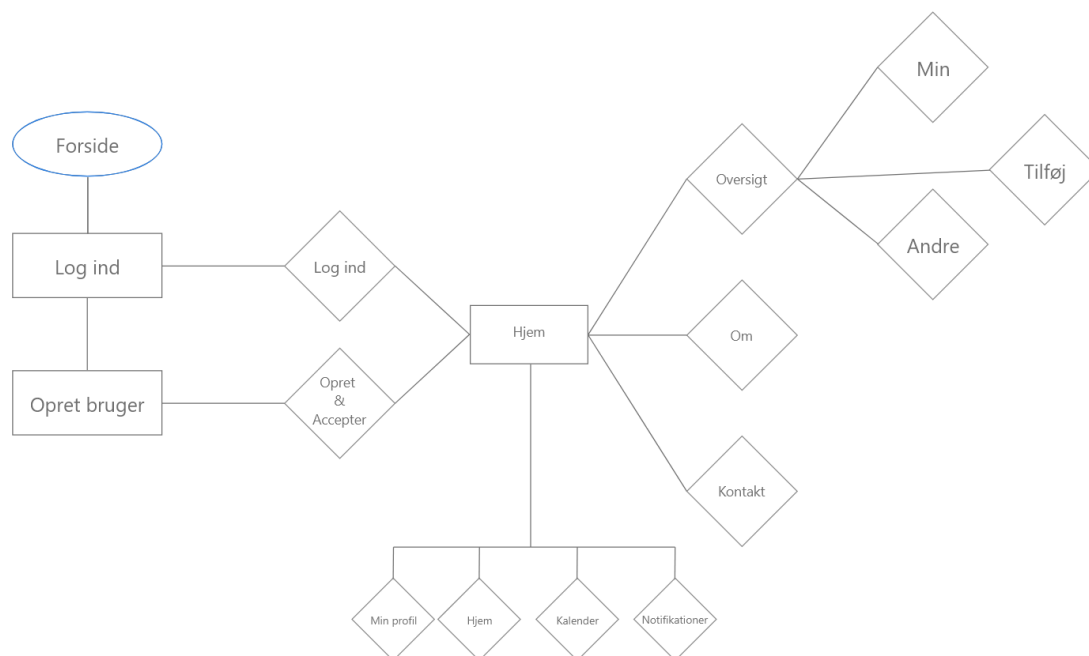 Forside
Log ind
Opret bruger
Log ind
Opret
&
Accepter
Hjem
Oversigt
Om
Kontakt
Min
Tilføj
Andre
Min profil
Hjem
Kalender
Notifikationer